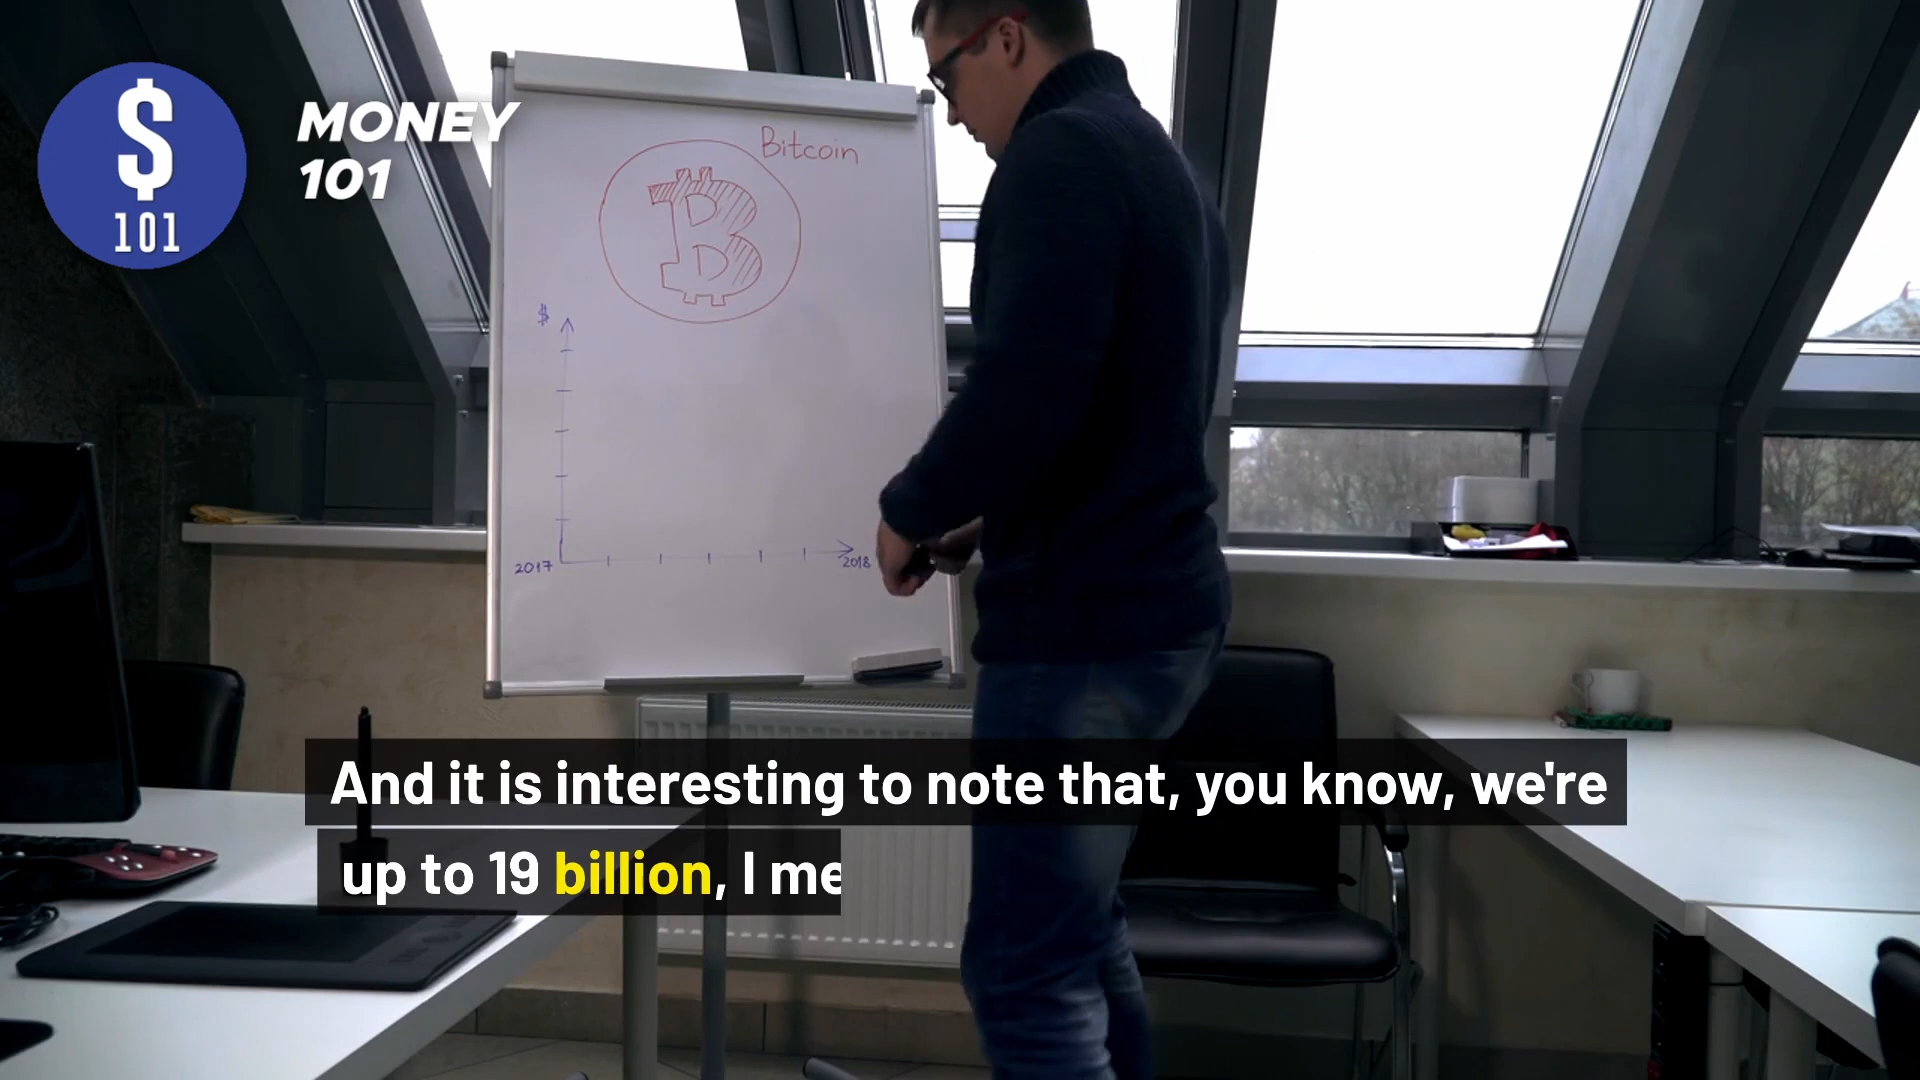 $
101
MONEY
101
Bitcoin
$
2017
2018
And it is interesting to note that, you know, we're
up to 19 billion, I me